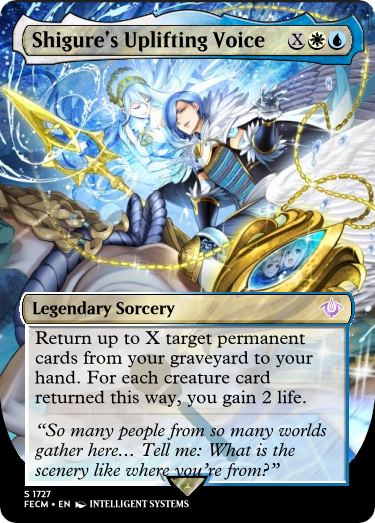 Shigure's Uplifting Voice X
Legendary Sorcery
Return up to X target permanent
cards from your graveyard to your
hand. For each creature card
returned this way, you gain 2 life.
“So many people from so many worlds
gather here... Tell me: What is the
scenery like where you're from?”
S 1727
FECM • EN INTELLIGENT SYSTEMS